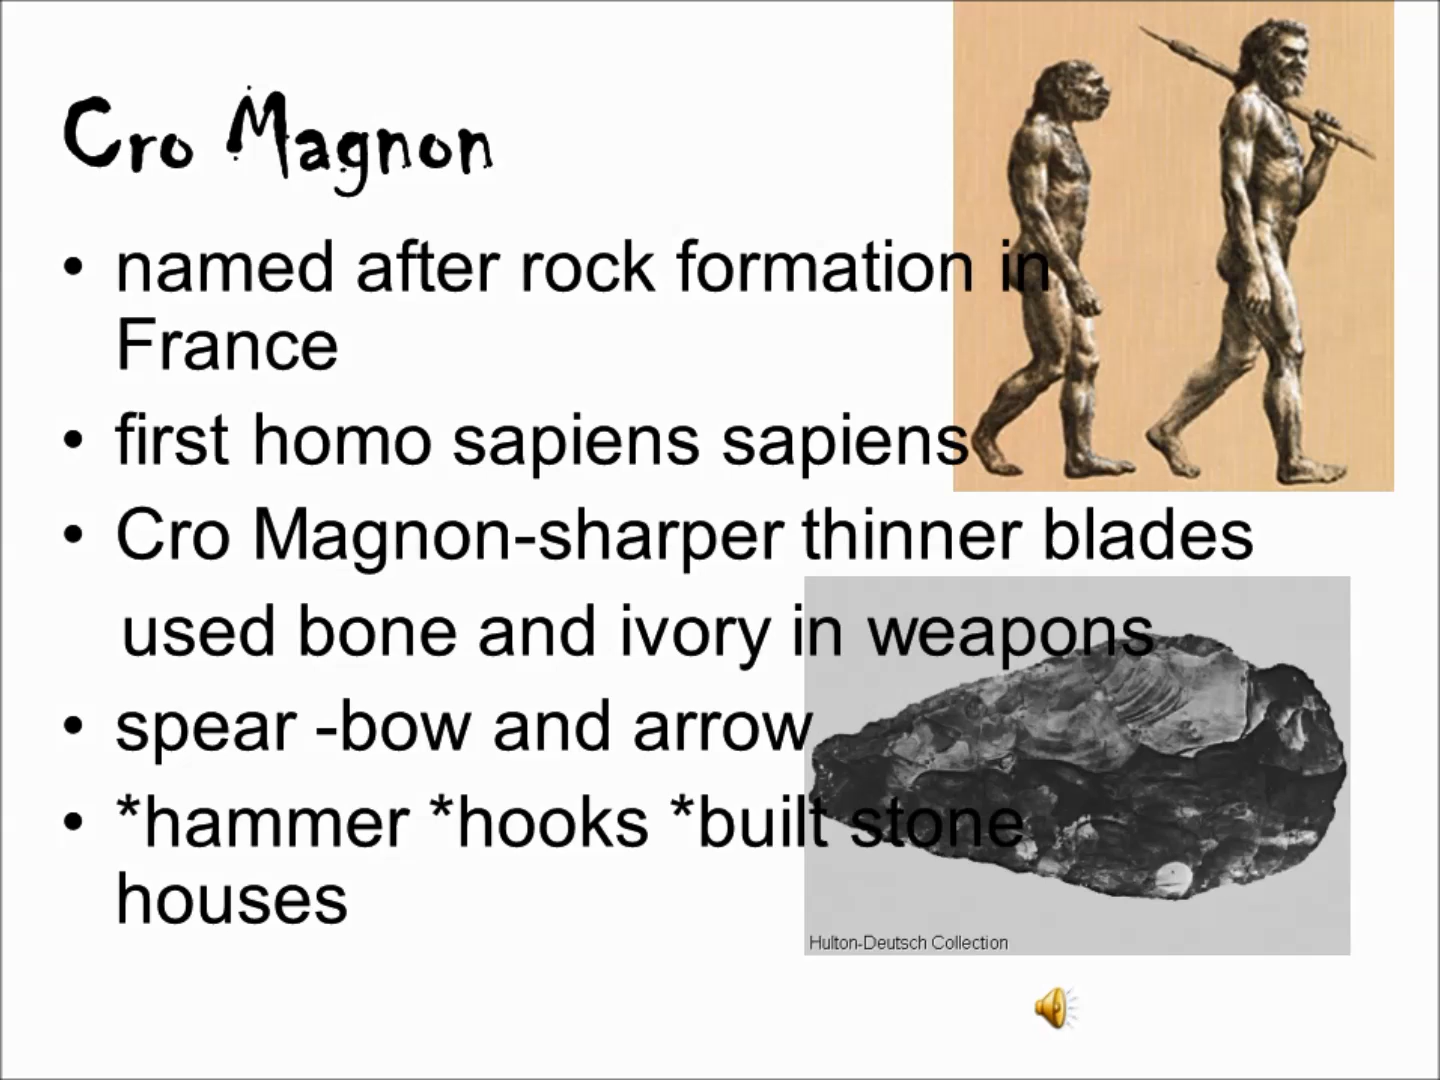 Cro Magnon
• named after rock formation in
France
• first homo sapiens sapiens
• Cro Magnon-sharper thinner blades
used bone and ivory in weapons
• spear -bow and arrow
• *hammer *hooks *built stone
houses
Hulton-Deutsch Collection